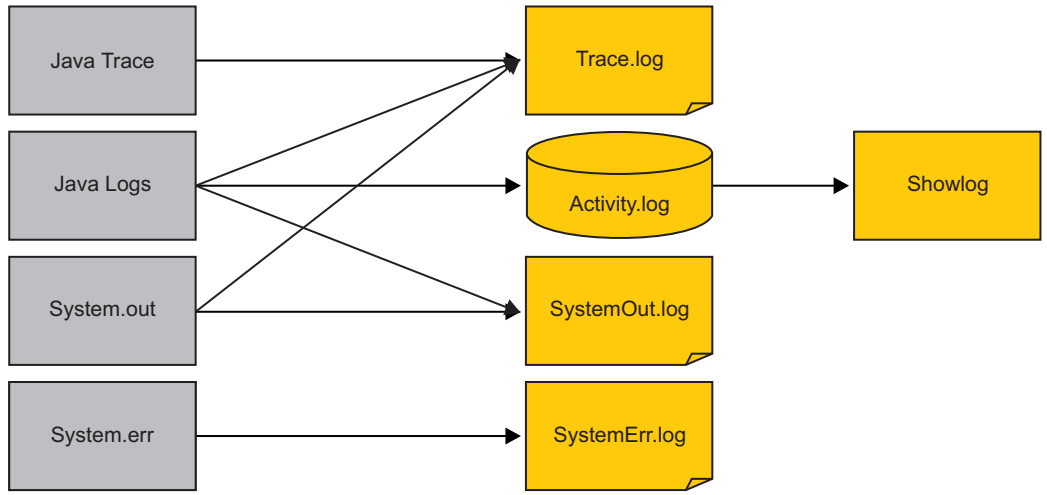 Java Trace
Trace.log
Java Logs
Activity.log
Showlog
System.out
SystemOut.log
System.err
SystemErr.log